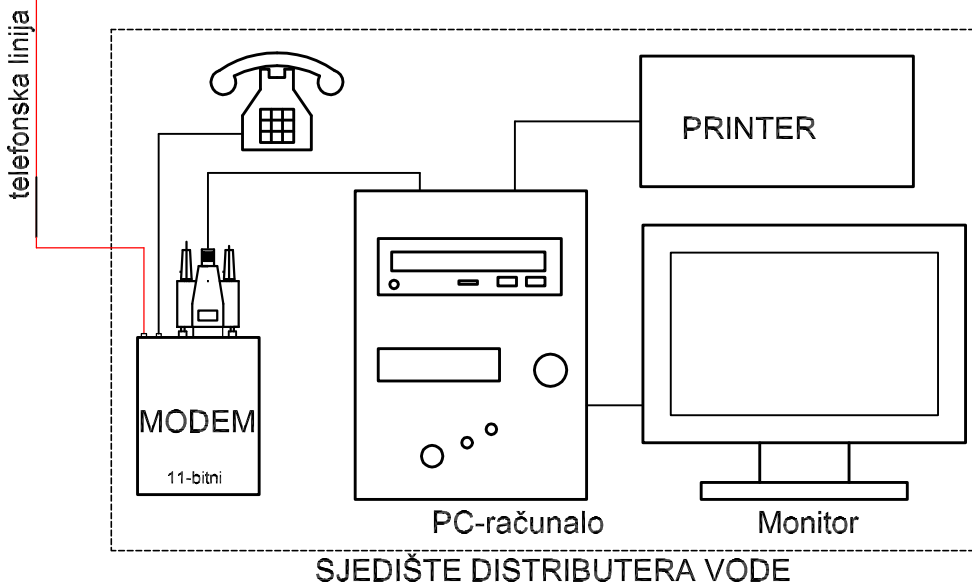 telefonska linija
PRINTER
MODEM
11-bitni
PC-računalo
Monitor
SJEDIŠTE DISTRIBUTERA VODE